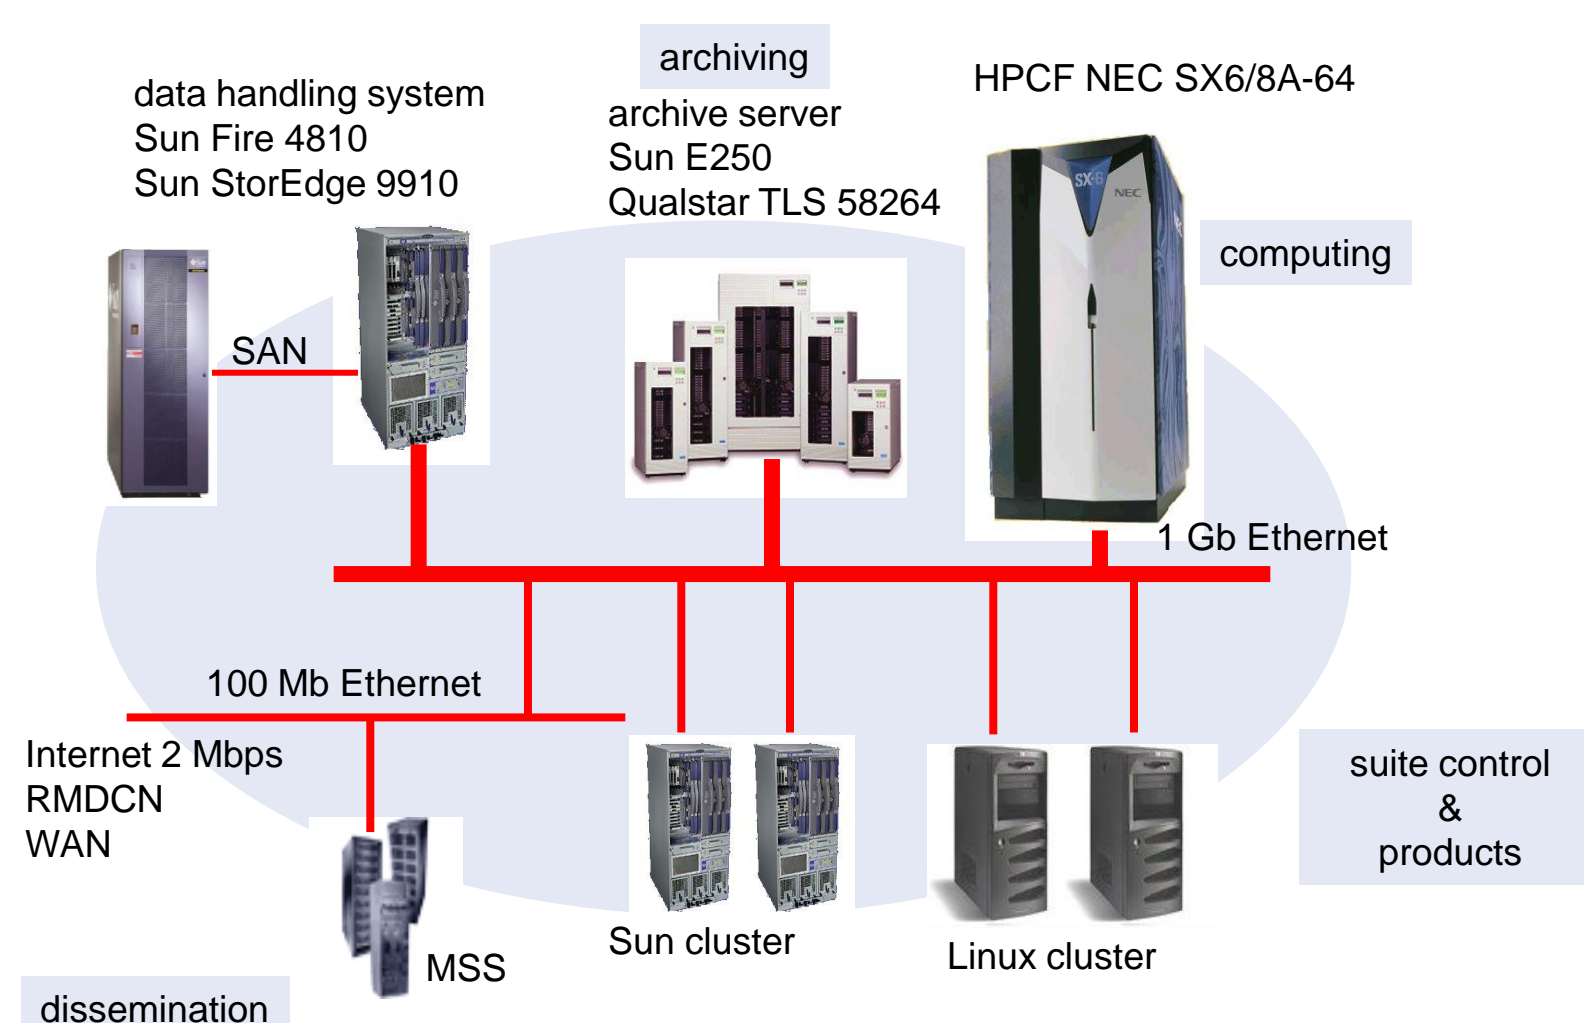 archiving
HPCF NEC SX6/8A-64
data handling system
Sun Fire 4810
Sun StorEdge 9910
archive server
Sun E250
Qualstar TLS 58264
SX-6
NEC
computing
SAN
1 Gb Ethernet
100 Mb Ethernet
Internet 2 Mbps
RMDCN
WAN
suite control
&
products
Sun cluster
Linux cluster
MSS
dissemination